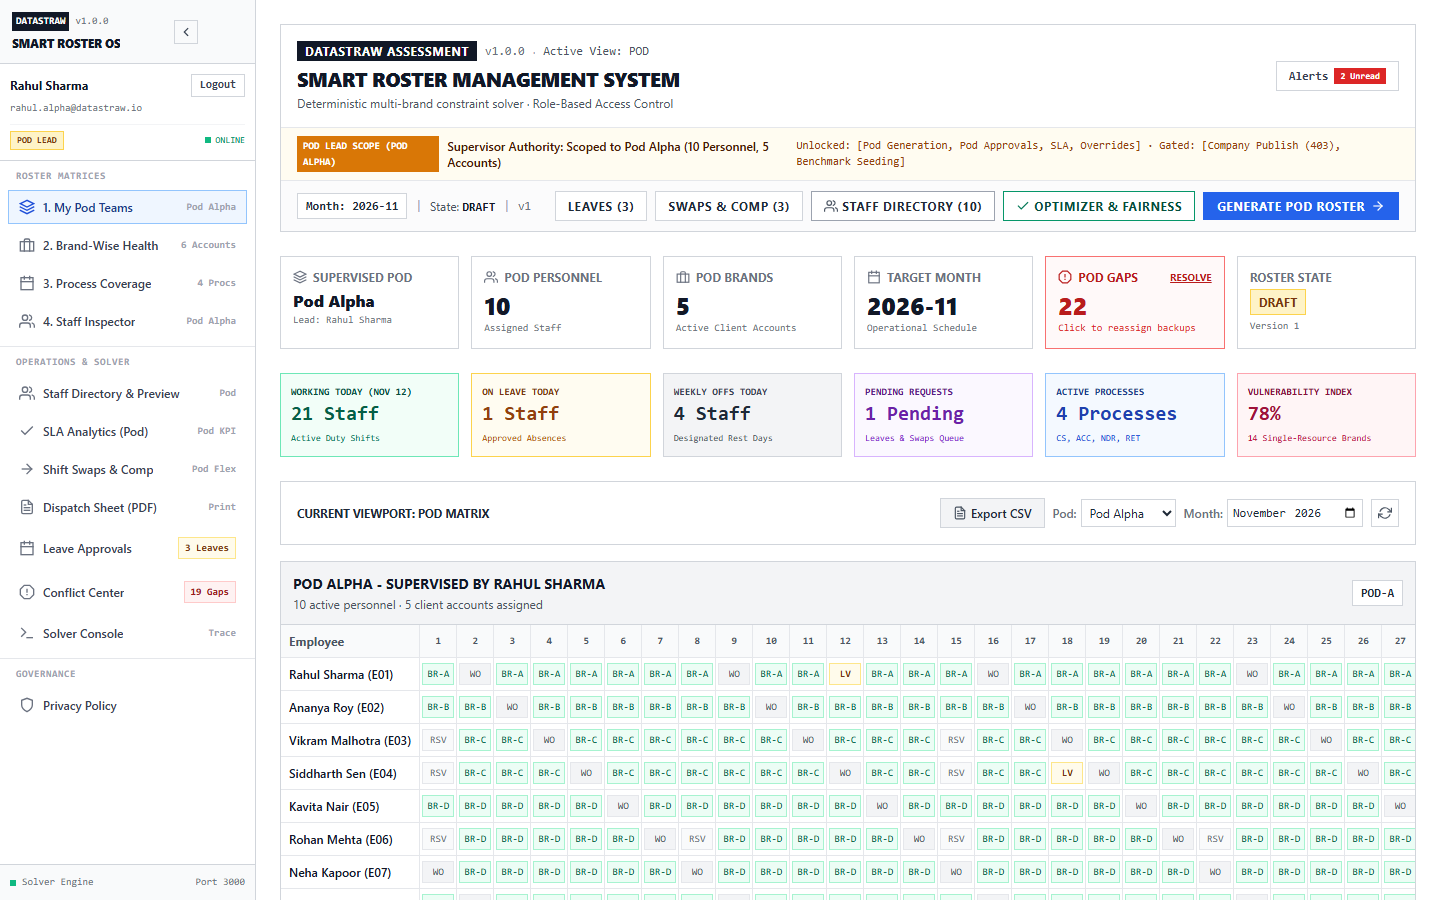 DATASTRAW v1.0.0
SMART ROSTER OS
Rahul Sharma
Logout
rahul.alpha@datastraw.io
POD LEAD
ONLINE
ROSTER MATRICES
1. My Pod Teams Pod Alpha
2. Brand-Wise Health 6 Accounts
3. Process Coverage 4 Procs
4. Staff Inspector Pod Alpha
OPERATIONS & SOLVER
Staff Directory & Preview Pod
SLA Analytics (Pod) Pod KPI
Shift Swaps & Comp Pod Flex
Dispatch Sheet (PDF) Print
Leave Approvals 3 Leaves
Conflict Center 19 Gaps
Solver Console Trace
GOVERNANCE
Privacy Policy
Solver Engine Port 3000
DATASTRAW ASSESSMENT v1.0.0 · Active View: POD
SMART ROSTER MANAGEMENT SYSTEM
Deterministic multi-brand constraint solver · Role-Based Access Control
Alerts 2 Unread
POD LEAD SCOPE (POD ALPHA)
Supervisor Authority: Scoped to Pod Alpha (10 Personnel, 5 Accounts)
Unlocked: [Pod Generation, Pod Approvals, SLA, Overrides] · Gated: [Company Publish (403),
Benchmark Seeding]
Month: 2026-11 | State: DRAFT | v1
LEAVES (3)
SWAPS & COMP (3)
STAFF DIRECTORY (10)
OPTIMIZER & FAIRNESS
GENERATE POD ROSTER
SUPERVISED POD
Pod Alpha
Lead: Rahul Sharma
POD PERSONNEL
10
Assigned Staff
POD BRANDS
5
Active Client Accounts
TARGET MONTH
2026-11
Operational Schedule
POD GAPS RESOLVE
22
Click to reassign backups
ROSTER STATE
DRAFT
Version 1
WORKING TODAY (NOV 12)
21 Staff
Active Duty Shifts
ON LEAVE TODAY
1 Staff
Approved Absences
WEEKLY OFFS TODAY
4 Staff
Designated Rest Days
PENDING REQUESTS
1 Pending
Leaves & Swaps Queue
ACTIVE PROCESSES
4 Processes
CS, ACC, NDR, RET
VULNERABILITY INDEX
78%
14 Single-Resource Brands
CURRENT VIEWPORT: POD MATRIX
Export CSV
Pod: Pod Alpha
Month: November 2026
POD ALPHA - SUPERVISED BY RAHUL SHARMA
10 active personnel · 5 client accounts assigned
POD-A
Employee 1 2 3 4 5 6 7 8 9 10 11 12 13 14 15 16 17 18 19 20 21 22 23 24 25 26 27
Rahul Sharma (E01) BR-A WO BR-A BR-A BR-A BR-A BR-A BR-A WO BR-A BR-A LV BR-A BR-A BR-A WO BR-A BR-A BR-A BR-A BR-A BR-A WO BR-A BR-A BR-A BR-A
Ananya Roy (E02) BR-B BR-B WO BR-B BR-B BR-B BR-B BR-B BR-B WO BR-B BR-B BR-B BR-B BR-B BR-B WO BR-B BR-B BR-B BR-B BR-B BR-B WO BR-B BR-B BR-B
Vikram Malhotra (E03) RSV BR-C BR-C WO BR-C BR-C BR-C BR-C BR-C BR-C WO BR-C BR-C BR-C RSV BR-C BR-C WO BR-C BR-C BR-C BR-C BR-C BR-C WO BR-C BR-C
Siddharth Sen (E04) RSV BR-C BR-C BR-C WO BR-C BR-C BR-C BR-C BR-C BR-C WO BR-C BR-C RSV BR-C BR-C LV WO BR-C BR-C BR-C BR-C BR-C BR-C WO BR-C
Kavita Nair (E05) BR-D BR-D BR-D BR-D BR-D WO BR-D BR-D BR-D BR-D BR-D BR-D WO BR-D BR-D BR-D BR-D BR-D BR-D WO BR-D BR-D BR-D BR-D BR-D BR-D WO
Rohan Mehta (E06) RSV BR-D BR-D BR-D BR-D BR-D WO RSV BR-D BR-D BR-D BR-D BR-D WO RSV BR-D BR-D BR-D BR-D BR-D WO RSV BR-D BR-D BR-D BR-D BR-D
Neha Kapoor (E07) WO BR-D BR-D BR-D BR-D BR-D BR-D WO BR-D BR-D BR-D BR-D BR-D BR-D WO BR-D BR-D BR-D BR-D BR-D BR-D WO BR-D BR-D BR-D BR-D BR-D